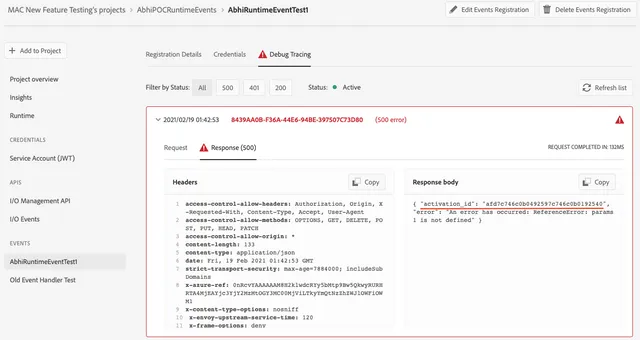 MAC New Feature Testing's projects > AbhiPOCRuntimeEvents > AbhiRuntimeEventTest1
Edit Events Registration
Delete Events Registration
+ Add to Project
Project overview
Insights
Runtime
CREDENTIALS
Service Account (JWT)
APIS
I/O Management API
I/O Events
EVENTS
AbhiRuntimeEventTest1
Old Event Handler Test
Registration Details
Credentials
Debug Tracing
Filter by Status:
All
500
401
200
Status:
Active
Refresh list
2021/02/19 01:42:53
8439AA0B-F36A-44E6-94BE-397507C73D80
(500 error)
Request
Response (500)
REQUEST COMPLETED IN: 132MS
Headers
Copy
1 access-control-allow-headers: Authorization, Origin, X
-Requested-With, Content-Type, Accept, User-Agent
2 access-control-allow-methods: OPTIONS, GET, DELETE, PO
ST, PUT, HEAD, PATCH
3 access-control-allow-origin: *
4 content-length: 133
5 content-type: application/json
6 date: Fri, 19 Feb 2021 01:42:53 GMT
7 strict-transport-security: max-age=7884000; includeSub
Domains
8 x-azure-ref:
9 x-content-type-options: nosniff
10 x-envoy-upstream-service-time: 120
11 x-frame-options: deny
Response body
Copy
{ "activation_id": "afd7c746c0b0492597c746c0b0192540",
"error": "An error has occurred: ReferenceError: params
1 is not defined" }